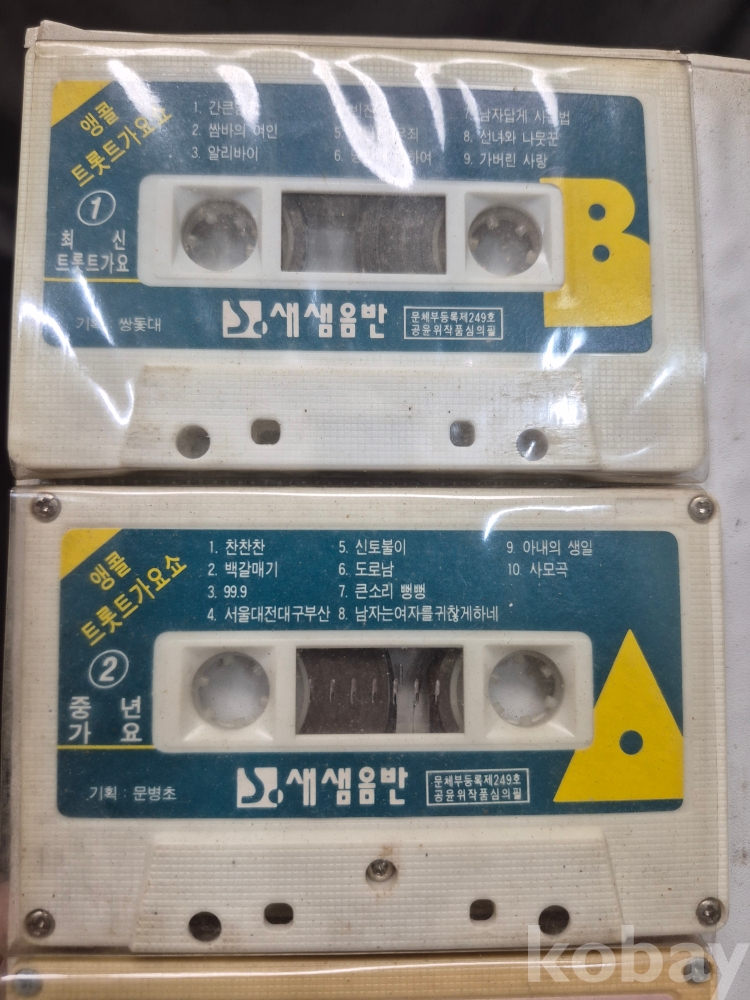 앵콜
트롯트가요쇼
1
최 신
트롯트가요
기획 : 쌍돛대
2. 쌈바의 여인
3. 알리바이
8. 선녀와 나뭇꾼
9. 가버린 사랑
B
새샘음반
문체부등록제249호
공윤위작품심의필
앵콜
트롯트가요쇼
2
중 년
가 요
기획 : 문병초
1. 찬찬찬
2. 백갈매기
3. 99.9
4. 서울대전대구부산
5. 신토불이
6. 도로남
7. 큰소리 뻥뻥
8. 남자는여자를귀찮게하네
9. 아내의 생일
10. 사모곡
A
새샘음반
문체부등록제249호
공윤위작품심의필
kobay